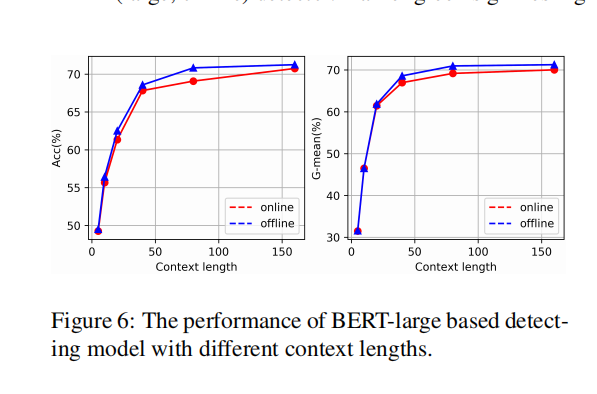 Acc(%)
70
65
60
55
50
0
50
100
150
Context length
online
offline
G-mean(%)
70
60
50
40
30
0
50
100
150
Context length
online
offline
Figure 6: The performance of BERT-large based detect-
ing model with different context lengths.